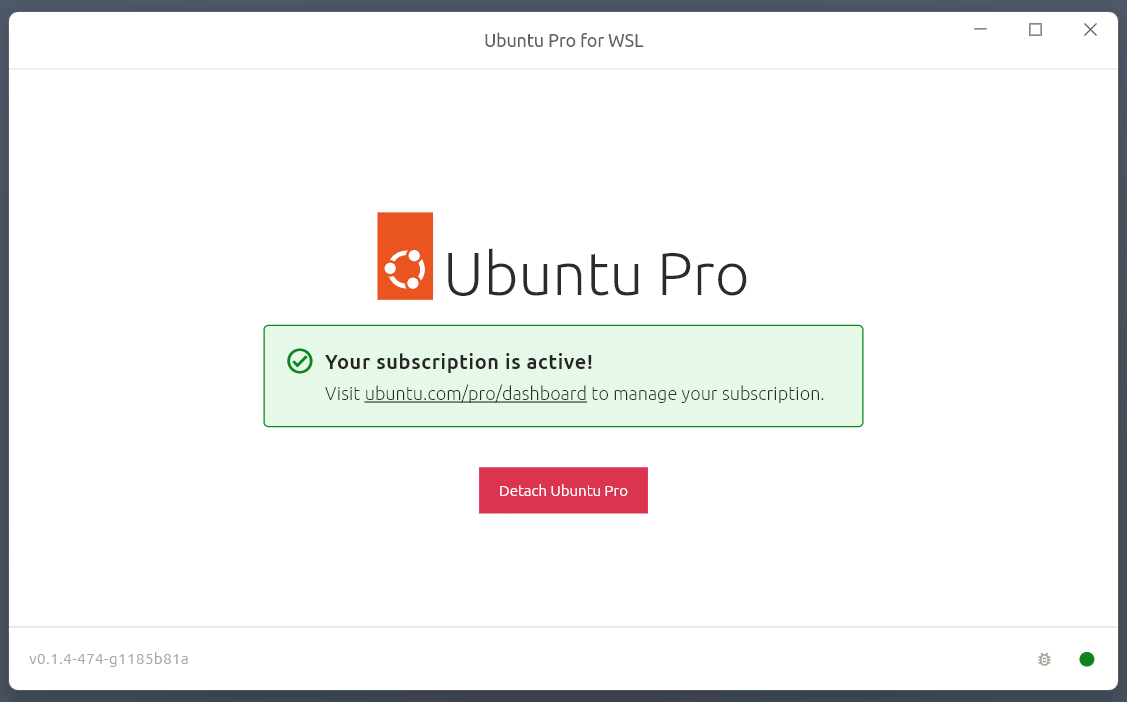 Ubuntu Pro for WSL
Ubuntu Pro
Your subscription is active!
Visit ubuntu.com/pro/dashboard to manage your subscription.
Detach Ubuntu Pro
v0.1.4-474-g1185b81a